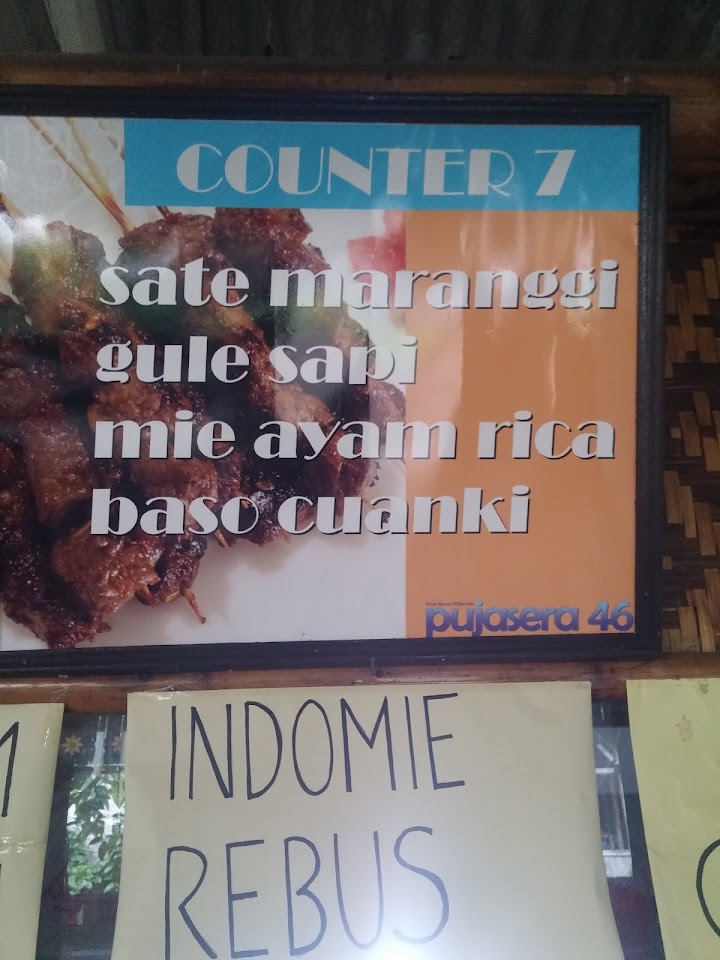 COUNTER 7
sate maranggi
gule sapi
mie ayam rica
baso cuanki
pujasera 46
INDOMIE
REBUS